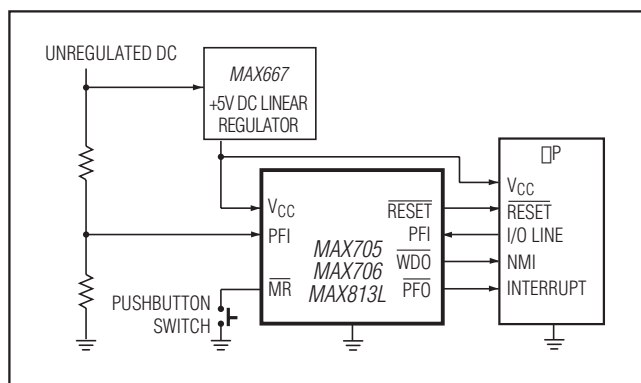 UNREGULATED DC
MAX667
+5V DC LINEAR
REGULATOR
□P
VCC
RESET
I/O LINE
NMI
INTERRUPT
VCC
PFI
MR
MAX705
MAX706
MAX813L
RESET
PFI
WDO
PFO
PUSHBUTTON
SWITCH